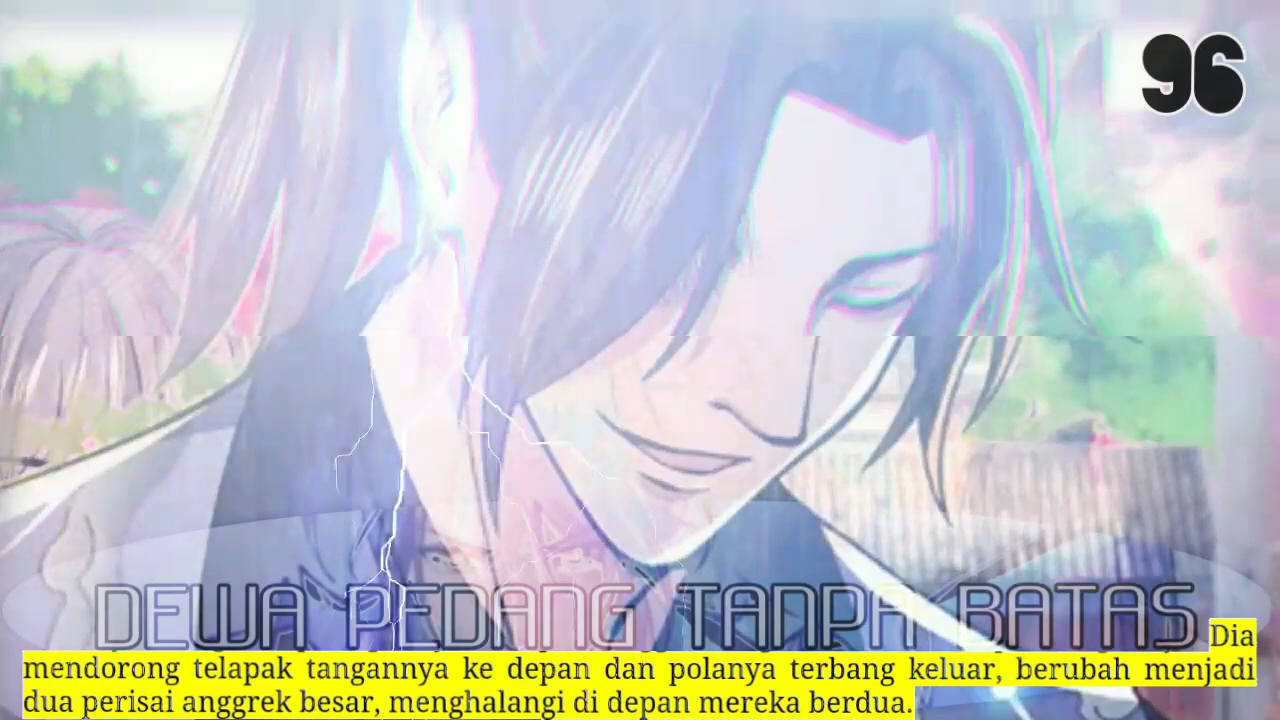 96
DEWA PEDANG TANPA BATAS
Dia
mendorong telapak tangannya ke depan dan polanya terbang keluar, berubah menjadi
dua perisai anggrek besar, menghalangi di depan mereka berdua.